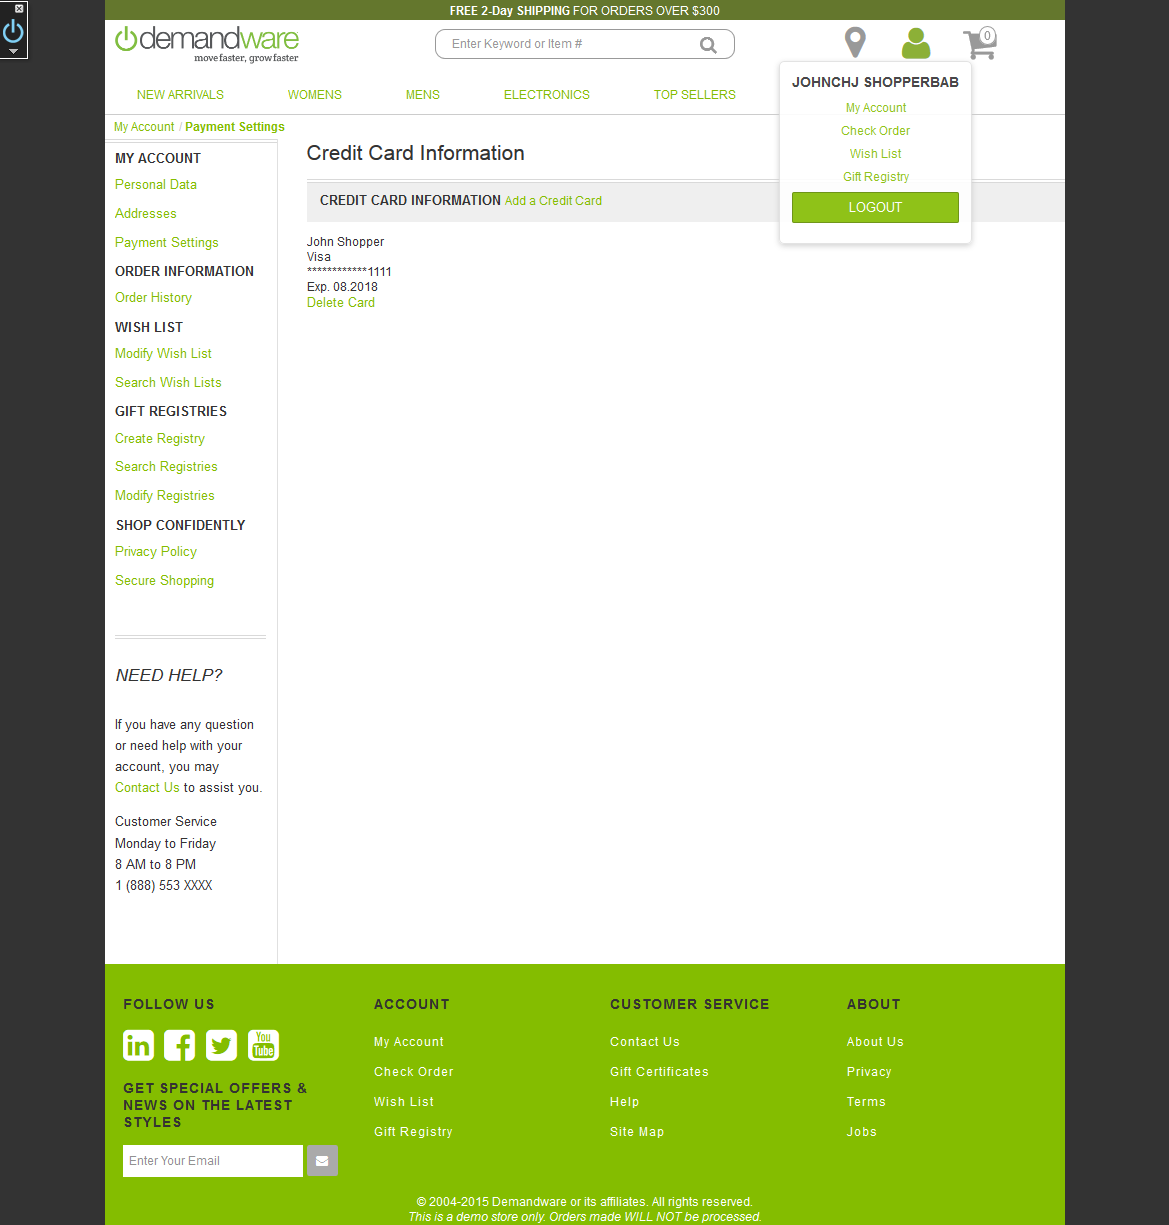 FREE 2-Day SHIPPING FOR ORDERS OVER $300
demandware
move faster, grow faster
Enter Keyword or Item #
0
NEW ARRIVALS WOMENS MENS ELECTRONICS TOP SELLERS
JOHNCHJ SHOPPERBAB
My Account
Check Order
Wish List
Gift Registry
LOGOUT
My Account / Payment Settings
MY ACCOUNT
Personal Data
Addresses
Payment Settings
ORDER INFORMATION
Order History
WISH LIST
Modify Wish List
Search Wish Lists
GIFT REGISTRIES
Create Registry
Search Registries
Modify Registries
SHOP CONFIDENTLY
Privacy Policy
Secure Shopping
NEED HELP?
If you have any question
or need help with your
account, you may
Contact Us to assist you.
Customer Service
Monday to Friday
8 AM to 8 PM
1 (888) 553 XXXX
Credit Card Information
CREDIT CARD INFORMATION Add a Credit Card
John Shopper
Visa
************1111
Exp. 08.2018
Delete Card
FOLLOW US
in
You
Tube
GET SPECIAL OFFERS &
NEWS ON THE LATEST
STYLES
Enter Your Email
ACCOUNT
My Account
Check Order
Wish List
Gift Registry
CUSTOMER SERVICE
Contact Us
Gift Certificates
Help
Site Map
ABOUT
About Us
Privacy
Terms
Jobs
© 2004-2015 Demandware or its affiliates. All rights reserved.
This is a demo store only. Orders made WILL NOT be processed.